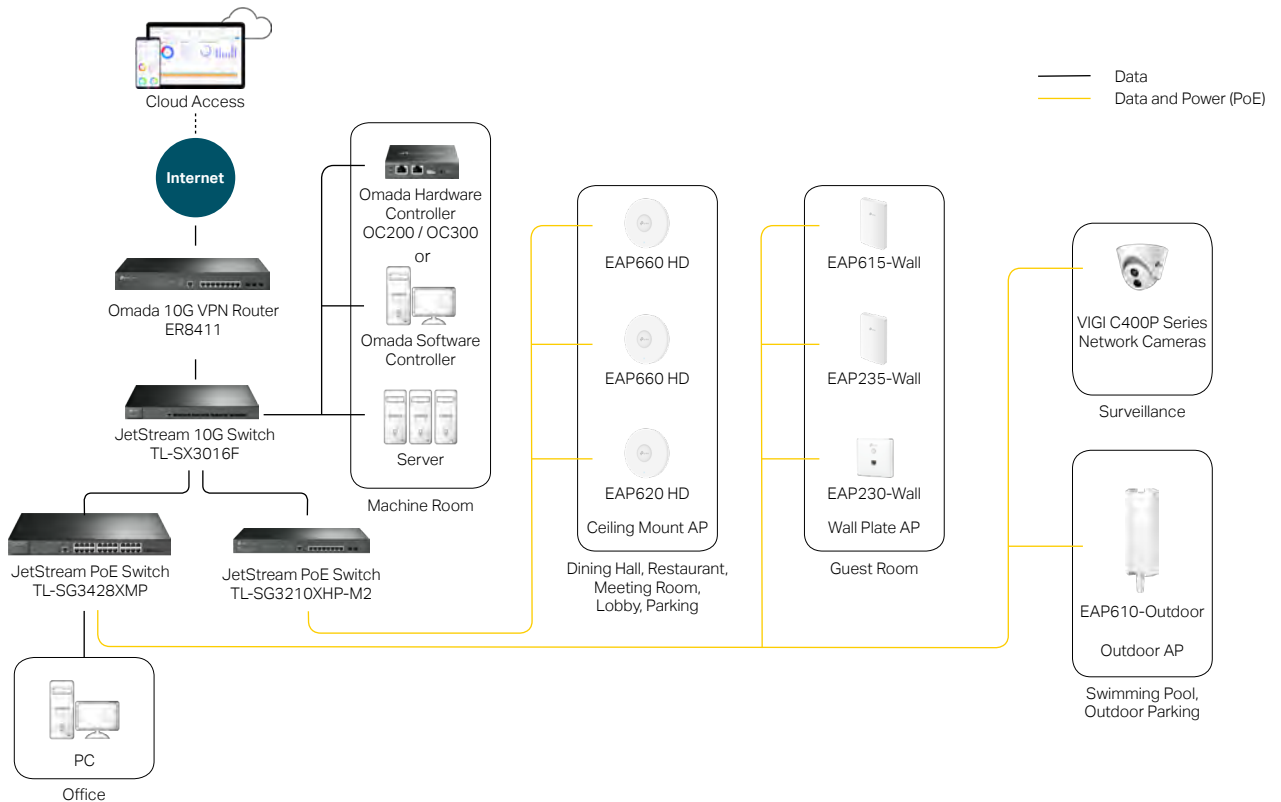 Cloud Access
Internet
Omada 10G VPN Router
ER8411
JetStream 10G Switch
TL-SX3016F
JetStream PoE Switch
TL-SG3428XMP
JetStream PoE Switch
TL-SG3210XHP-M2
PC
Office
Omada Hardware
Controller
OC200 / OC300
or
Omada Software
Controller
Server
Machine Room
EAP660 HD
EAP660 HD
EAP620 HD
Ceiling Mount AP
Dining Hall, Restaurant,
Meeting Room,
Lobby, Parking
EAP615-Wall
EAP235-Wall
EAP230-Wall
Wall Plate AP
Guest Room
Data
Data and Power (PoE)
VIGI C400P Series
Network Cameras
Surveillance
EAP610-Outdoor
Outdoor AP
Swimming Pool,
Outdoor Parking